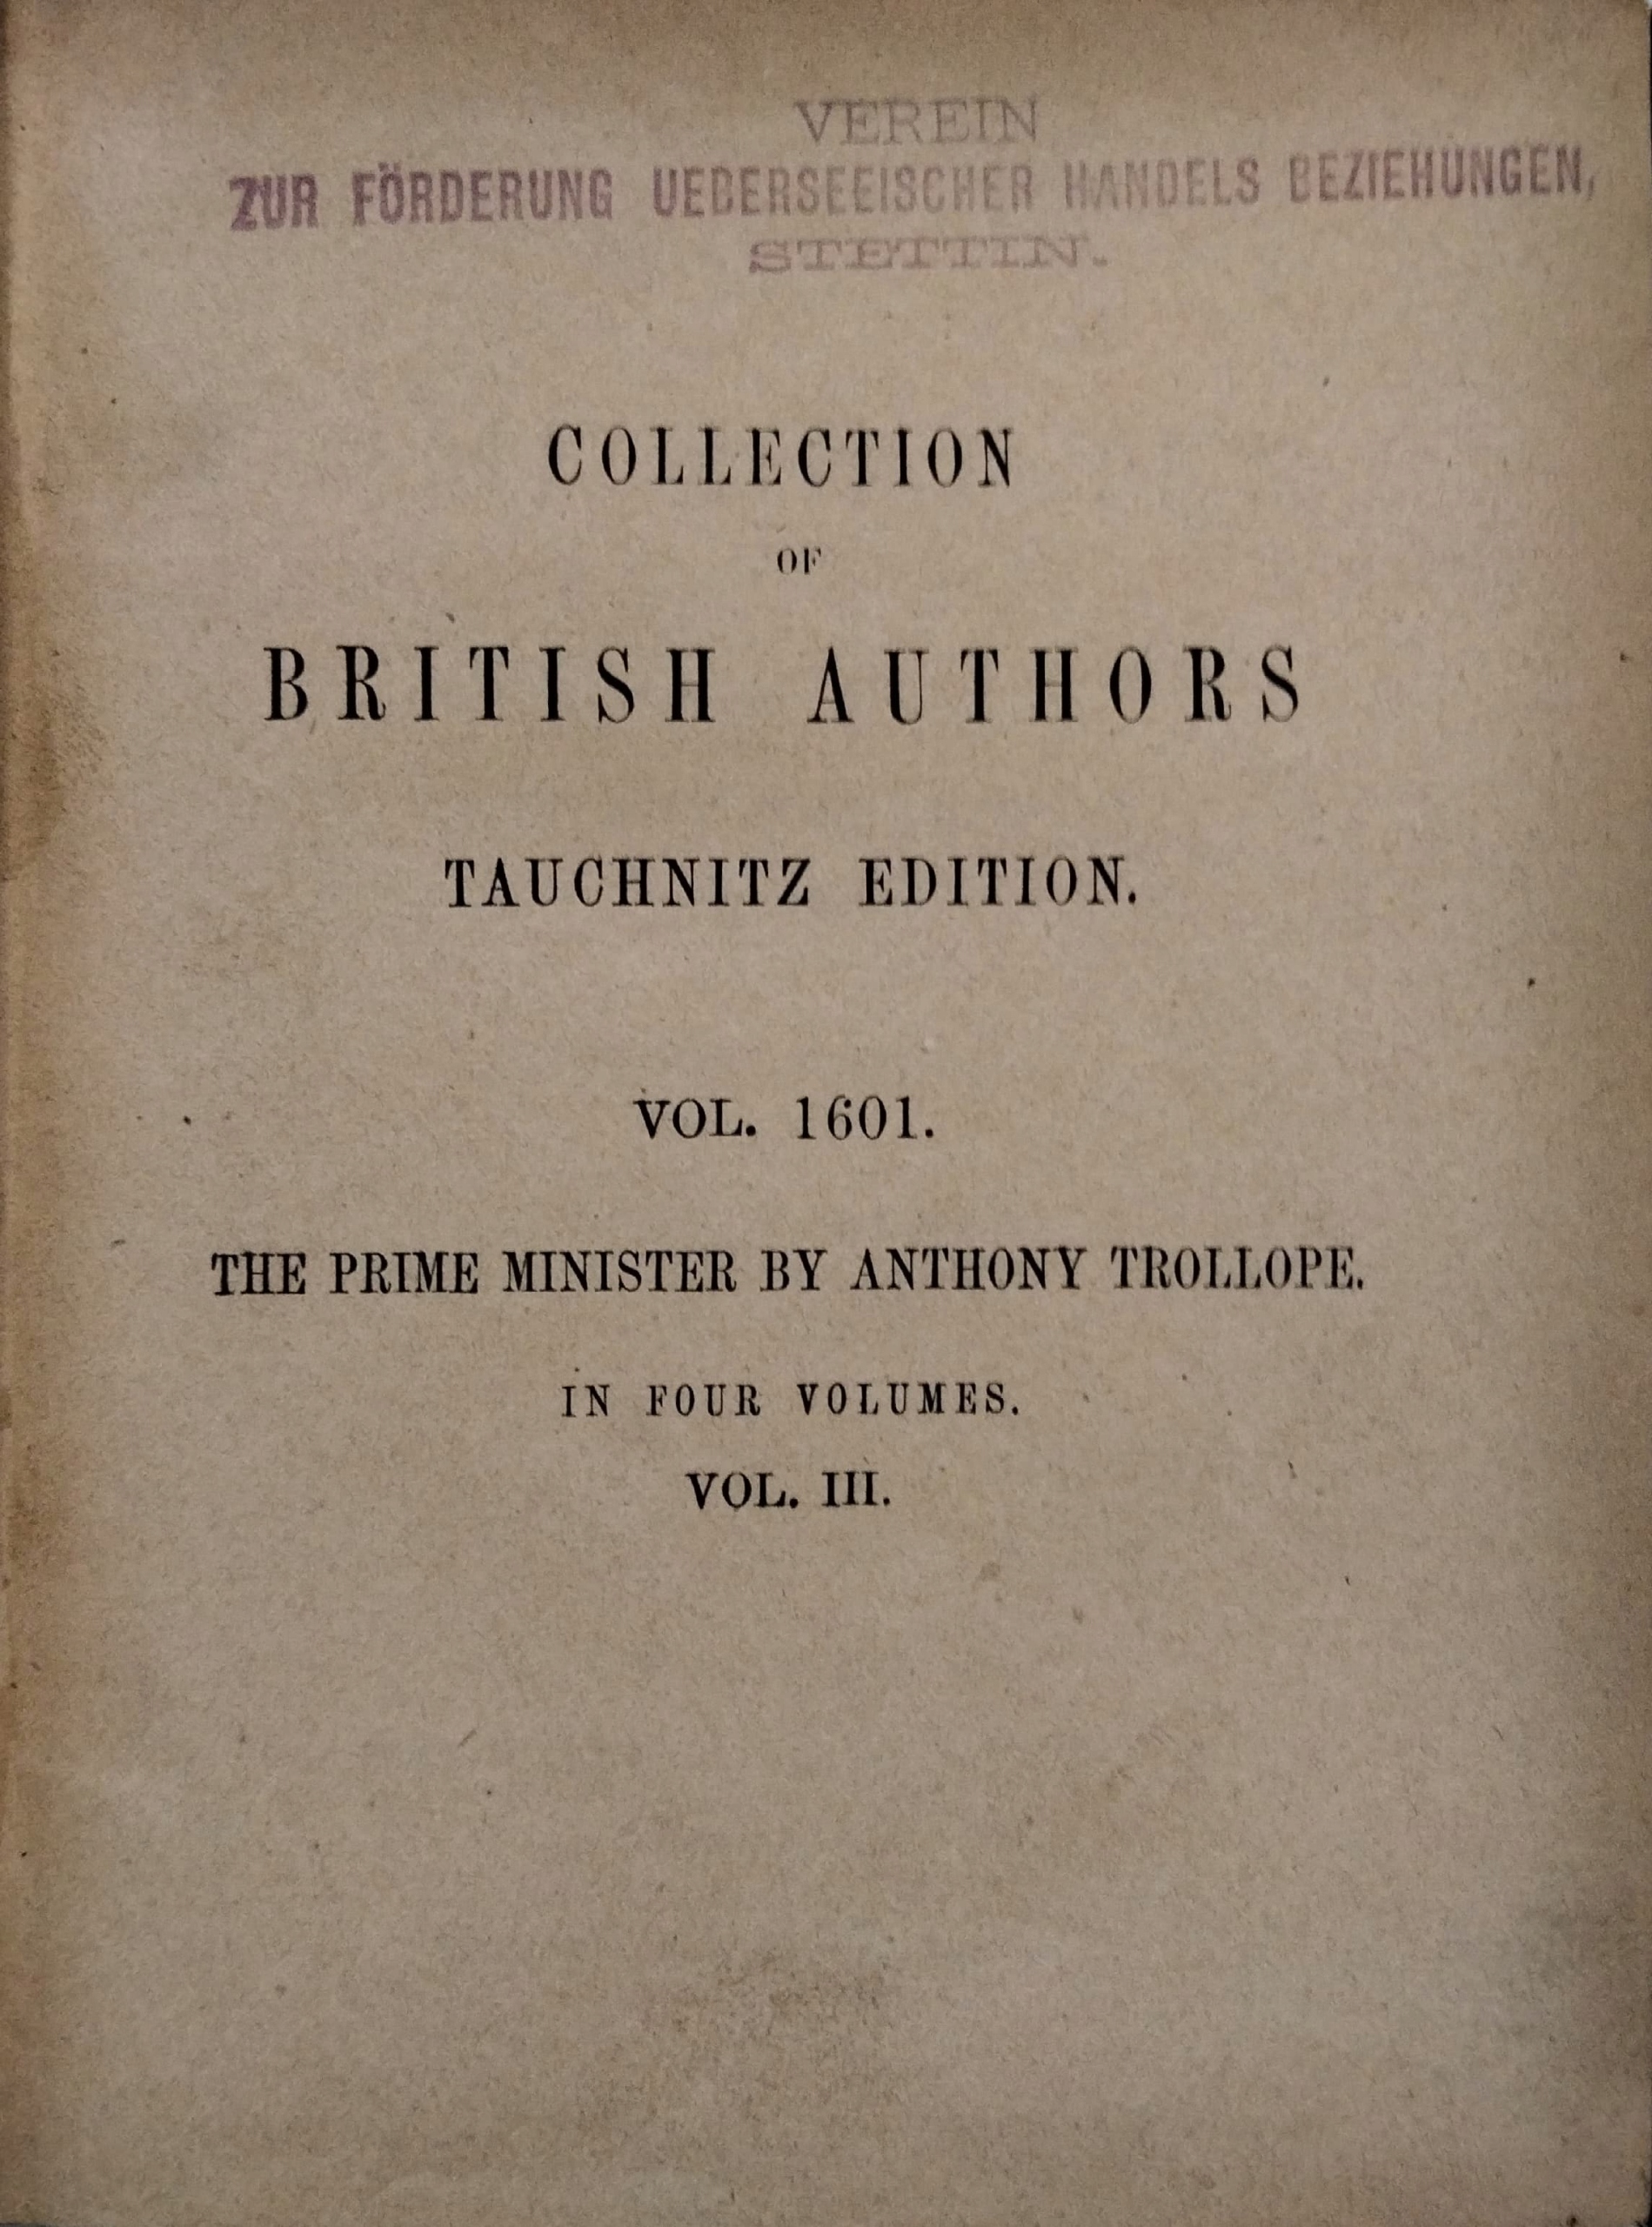 VEREIN
ZUR FÖRDERUNG UEBERSEEISCHER HANDELS BEZIEHUNGEN,
STETTIN.
COLLECTION
OF
BRITISH AUTHORS
TAUCHNITZ EDITION.
VOL. 1601.
THE PRIME MINISTER BY ANTHONY TROLLOPE.
IN FOUR VOLUMES.
VOL. III.